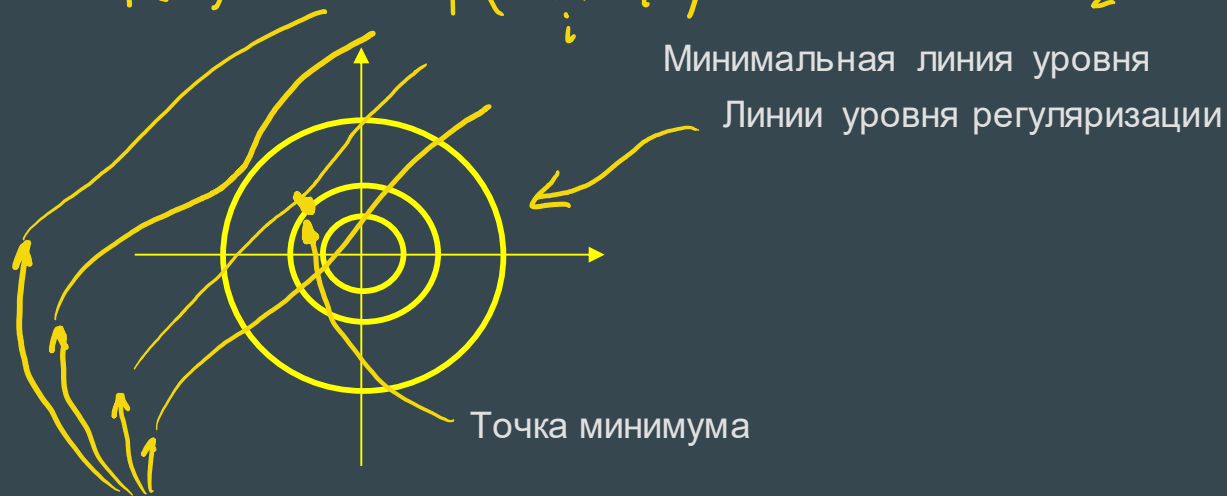 Минимальная линия уровня
Линии уровня регуляризации
Точка минимума